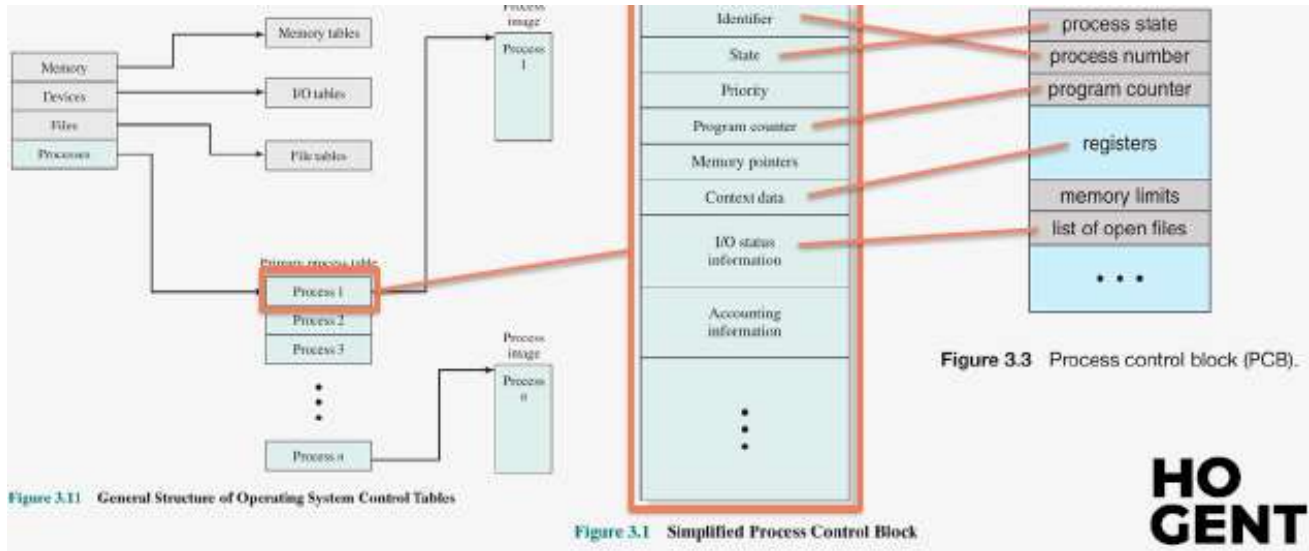 Memory
Devices
Files
Processes
Memory tables
I/O tables
File tables
Primary process table
Process 1
Process 2
Process 3
Process n
Process
image
Process
1
Process
image
Process
n
Figure 3.11 General Structure of Operating System Control Tables
Identifier
State
Priority
Program counter
Memory pointers
Context data
I/O status
information
Accounting
information
Figure 3.1 Simplified Process Control Block
process state
process number
program counter
registers
memory limits
list of open files
Figure 3.3 Process control block (PCB).
HO
GENT